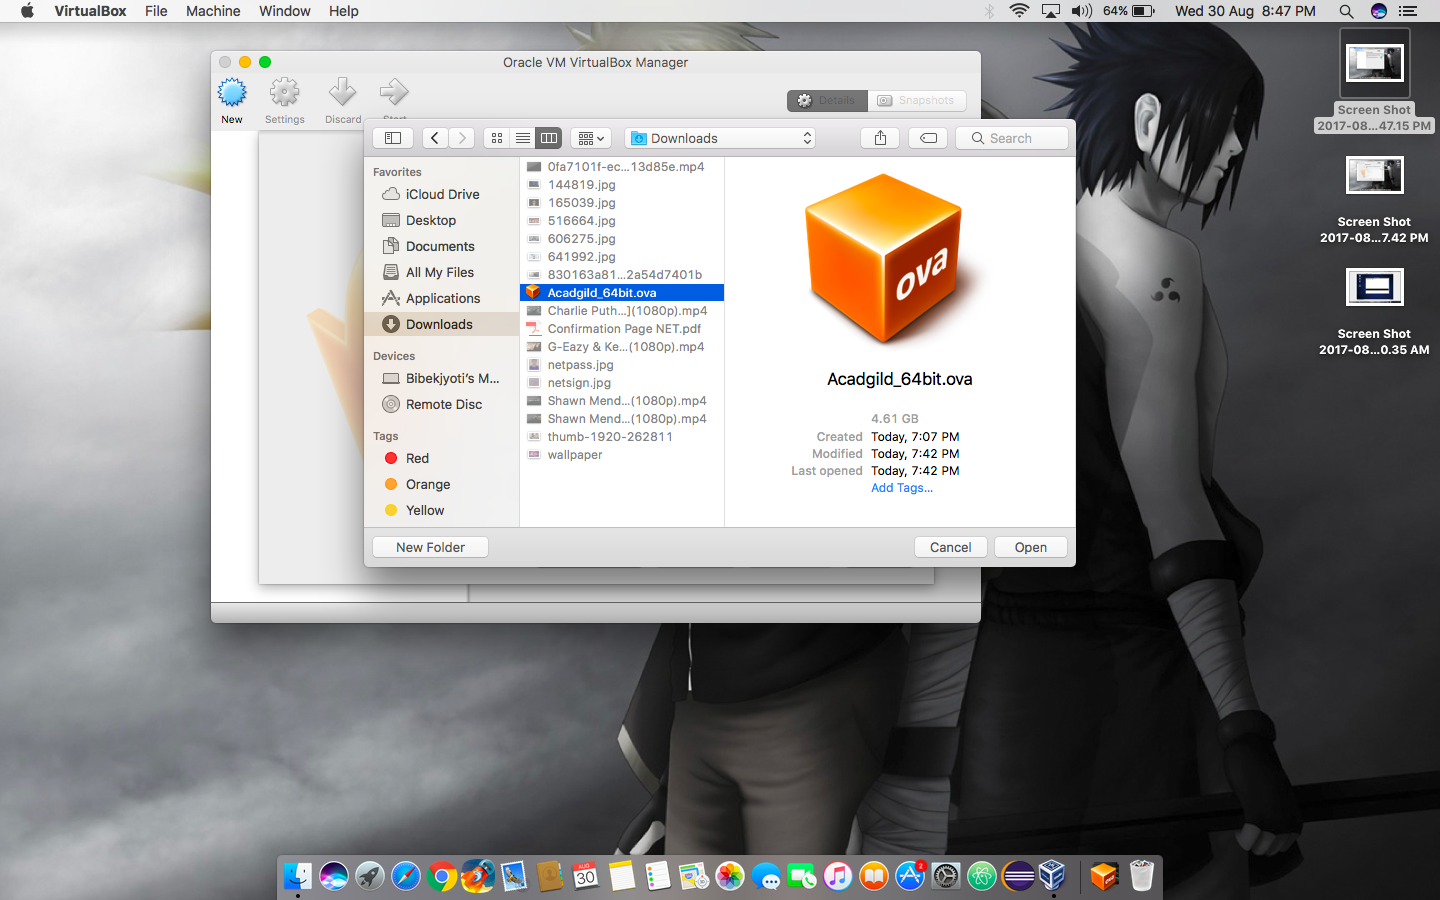 VirtualBox File Machine Window Help
64% Wed 30 Aug 8:47 PM
Oracle VM VirtualBox Manager
New Settings Discard Start
Details Snapshots
Downloads
Search
Favorites
iCloud Drive
Desktop
Documents
All My Files
Applications
Downloads
Devices
Bibekjyoti's M...
Remote Disc
Tags
Red
Orange
Yellow
0fa7101f-ec...13d85e.mp4
144819.jpg
165039.jpg
516664.jpg
606275.jpg
641992.jpg
830163a81...2a54d7401b
Acadgild_64bit.ova
Charlie Puth...](1080p).mp4
Confirmation Page NET.pdf
G-Eazy & Ke...(1080p).mp4
netpass.jpg
netsign.jpg
Shawn Mend...(1080p).mp4
Shawn Mend...(1080p).mp4
thumb-1920-262811
wallpaper
ova
Acadgild_64bit.ova
4.61 GB
Created Today, 7:07 PM
Modified Today, 7:42 PM
Last opened Today, 7:42 PM
Add Tags...
New Folder Cancel Open
Screen Shot
2017-08...47.15 PM
Screen Shot
2017-08...7.42 PM
Screen Shot
2017-08...0.35 AM
AUG
30
2